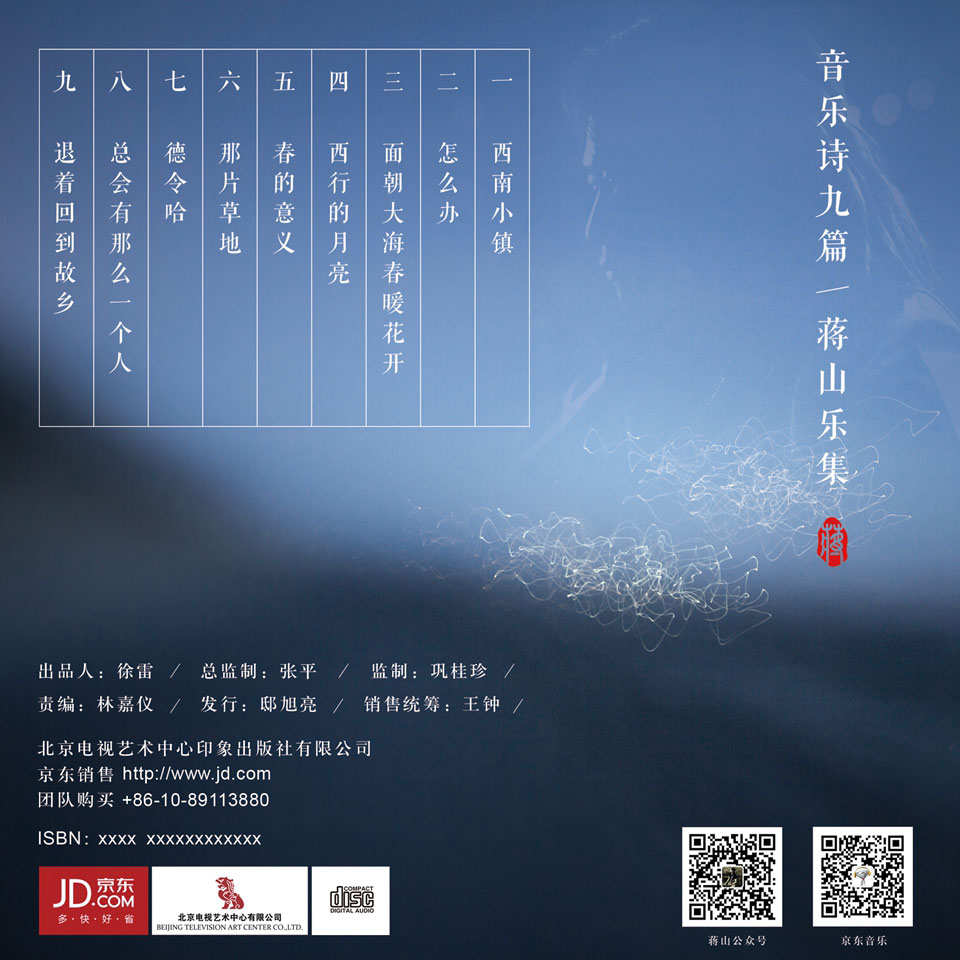 音乐诗九篇/蒋山乐集
蒋
一 西南小镇
二 怎么办
三 面朝大海春暖花开
四 西行的月亮
五 春的意义
六 那片草地
七 德令哈
八 总会有那么一个人
九 退着回到故乡
出品人：徐雷 / 总监制：张平 / 监制：巩桂珍 /
责编：林嘉仪 / 发行：邸旭亮 / 销售统筹：王钟 /
北京电视艺术中心印象出版社有限公司
京东销售 http://www.jd.com
团队购买 +86-10-89113880
ISBN：xxxx xxxxxxxxxxxx
JD京东.COM
多·快·好·省
北京电视艺术中心有限公司
BEIJING TELEVISION ART CENTER CO.,LTD.
COMPACT
disc
DIGITAL AUDIO
蒋山公众号
京东音乐